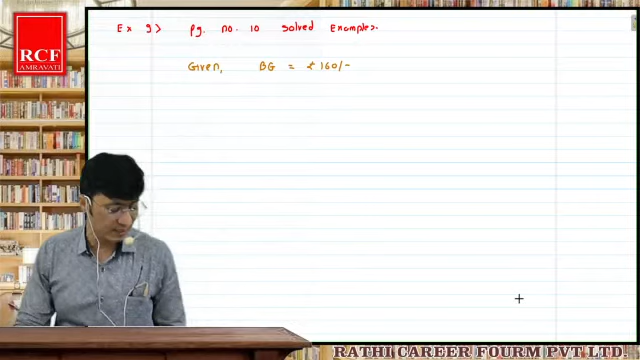 RCF
AMRAVATI
Ex 9> pg. no. 10 solved Examples.
Given, BG = ₹ 160/-
RATHI CAREER FOURM PVT LTD